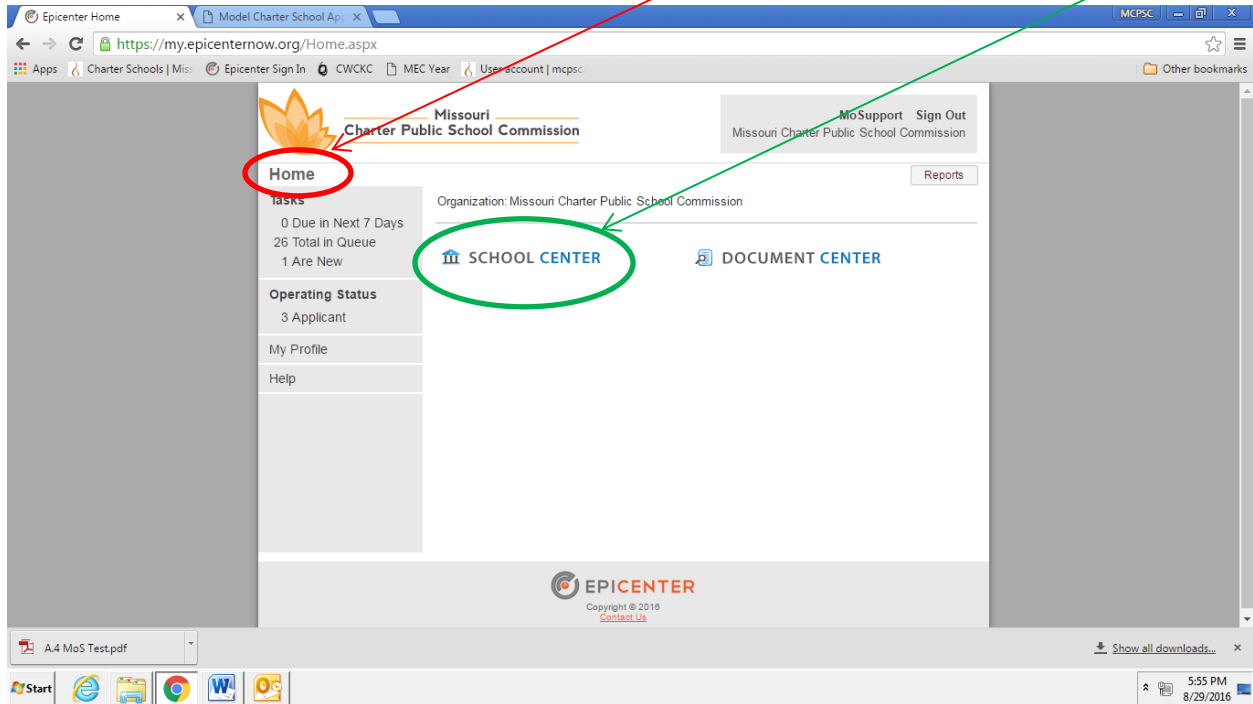 Epicenter Home
Model Charter School Ap
MCPSC
https://my.epicenternow.org/Home.aspx
Apps Charter Schools | Miss Epicenter Sign In CWCKC MEC Year User account | mcpsc.
Other bookmarks
Missouri
Charter Public School Commission
MoSupport Sign Out
Missouri Charter Public School Commission
Home
Reports
Tasks
Organization: Missouri Charter Public School Commission
0 Due in Next 7 Days
26 Total in Queue
1 Are New
SCHOOL CENTER
DOCUMENT CENTER
Operating Status
3 Applicant
My Profile
Help
EPICENTER
Copyright © 2016
Contact Us
A.4 MoS Test.pdf
Show all downloads...
Start
5:55 PM
8/29/2016